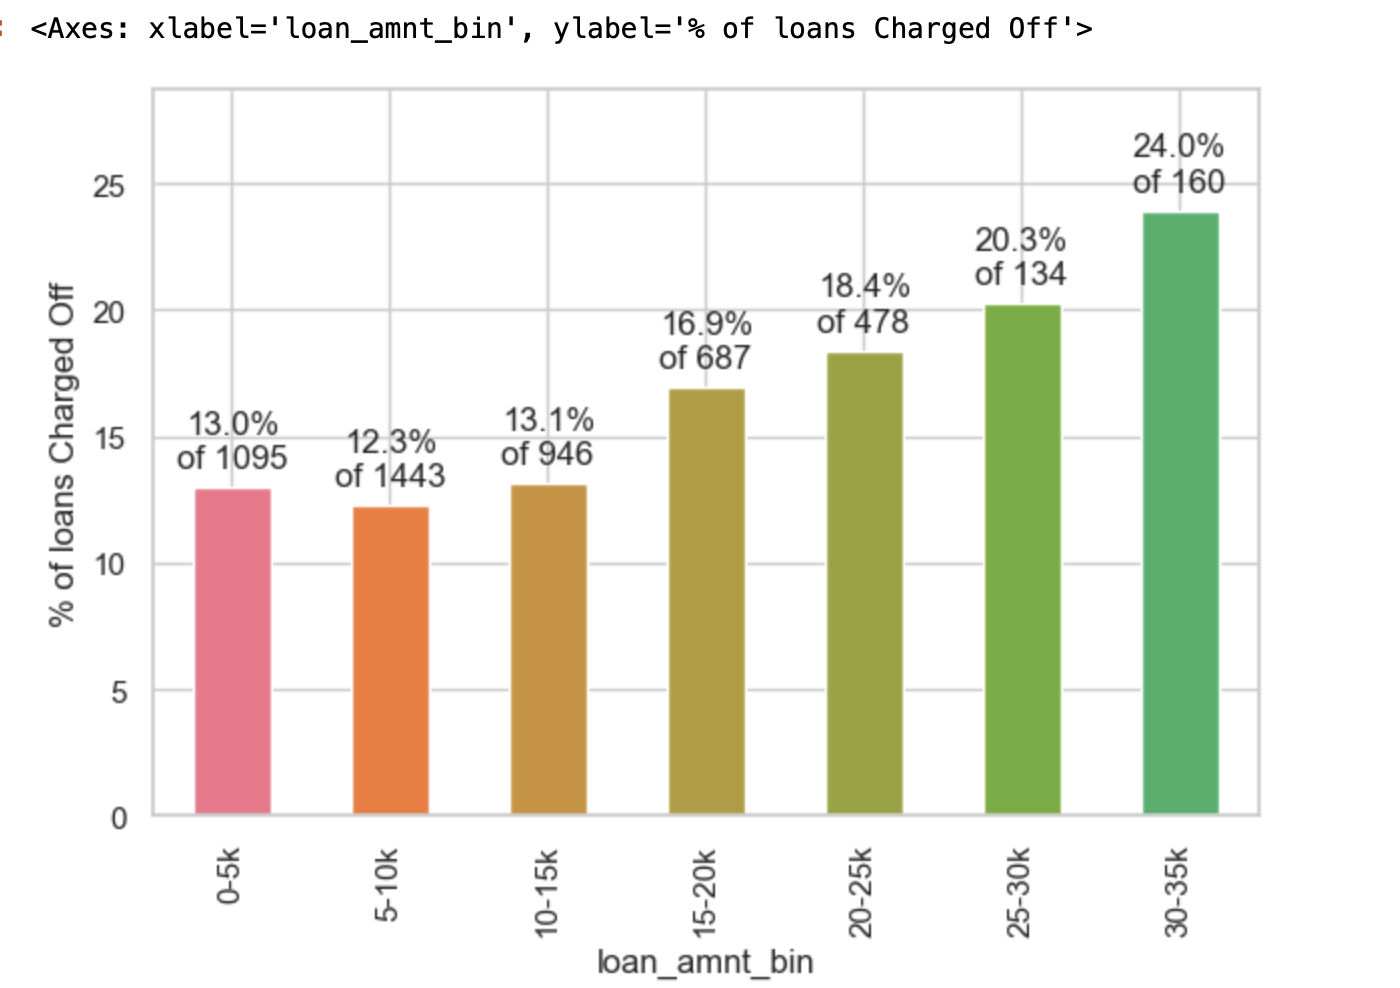 <Axes: xlabel='loan_amnt_bin', ylabel='% of loans Charged Off'>
% of loans Charged Off
25
20
15
10
5
0
13.0%
of 1095
12.3%
of 1443
13.1%
of 946
16.9%
of 687
18.4%
of 478
20.3%
of 134
24.0%
of 160
0-5k
5-10k
10-15k
15-20k
20-25k
25-30k
30-35k
loan_amnt_bin